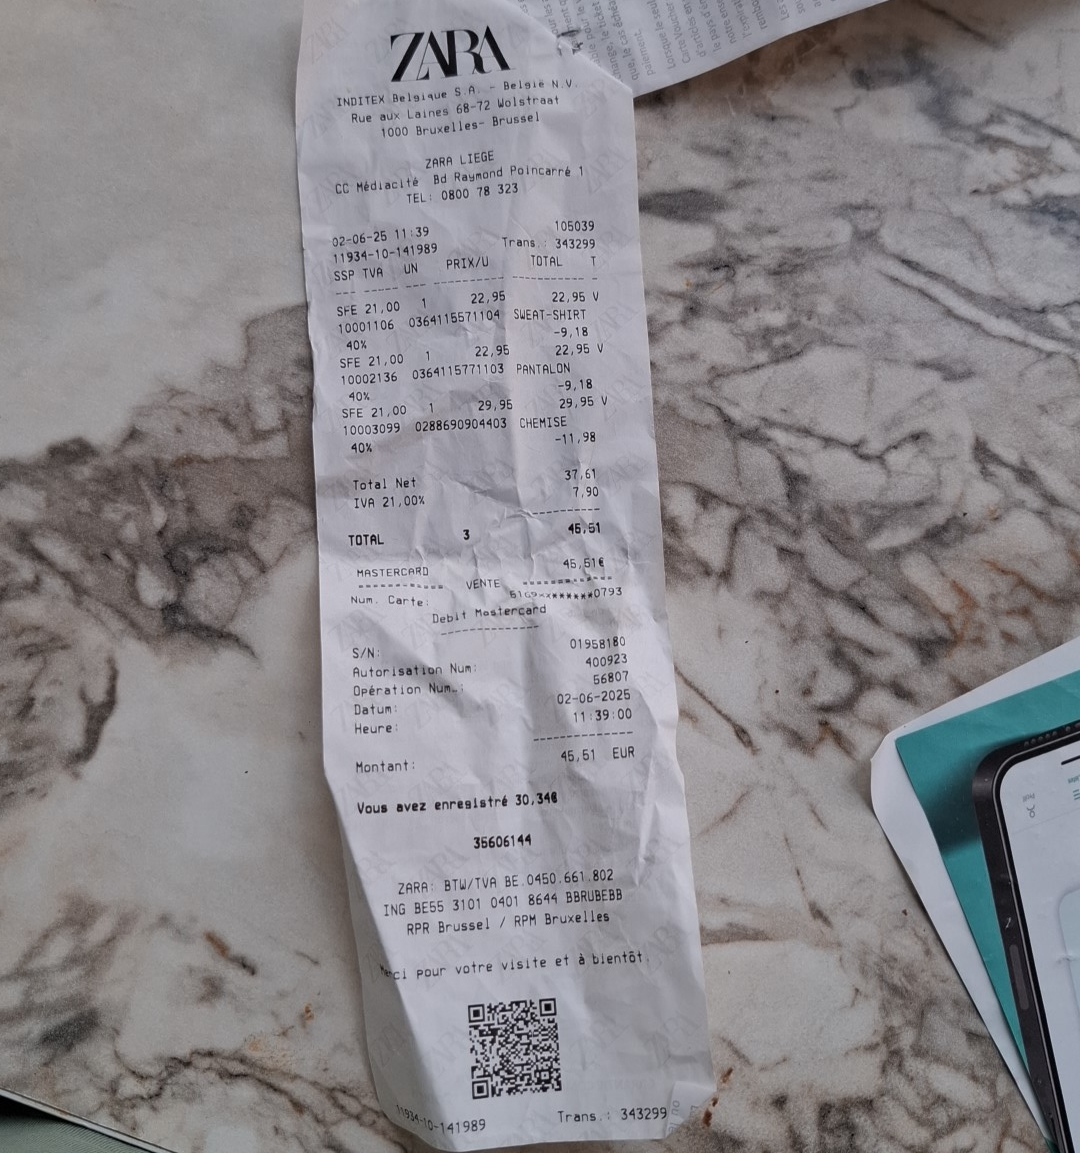 ZARA
INDITEX Belgique S.A. - België N.V.
Rue aux Laines 68-72 Wolstraat
1000 Bruxelles- Brussel
ZARA LIEGE
CC Médiacité Bd Raymond Poincarré 1
TEL: 0800 78 323
02-06-25 11:39 105039
11934-10-141989 Trans.: 343299
SSP TVA UN PRIX/U TOTAL T
SFE 21,00 1 22,95 22,95 V
10001106 0364115571104 SWEAT-SHIRT
40% -9,18
SFE 21,00 1 22,95 22,95 V
10002136 0364115771103 PANTALON
40% -9,18
SFE 21,00 1 29,95 29,95 V
10003099 0288690904403 CHEMISE
40% -11,98
Total Net 37,61
IVA 21,00% 7,90
TOTAL 3 45,51
MASTERCARD 45,51€
VENTE
Num. Carte: ******0793
Debit Mastercard
S/N: 01958180
Autorisation Num: 400923
Opération Num.: 56807
Datum: 02-06-2025
Heure: 11:39:00
Montant: 45,51 EUR
Vous avez enregistré 30,34€
35606144
ZARA: BTW/TVA BE.0450.661.802
ING BE55 3101 0401 8644 BBRUBEBB
RPR Brussel / RPM Bruxelles
Merci pour votre visite et à bientôt.
11934-10-141989 Trans.: 343299